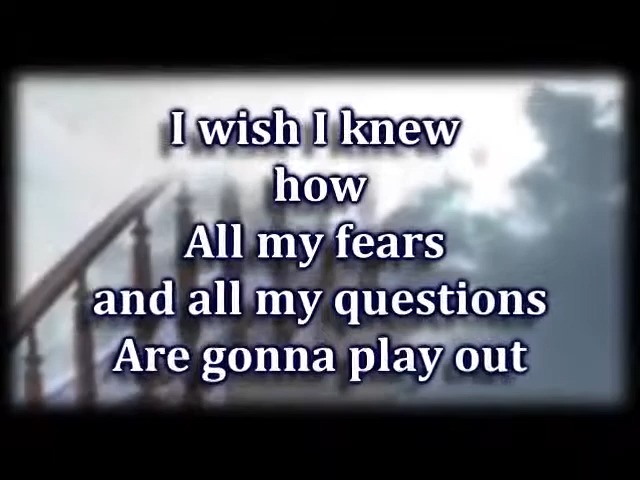 I wish I knew
how
All my fears
and all my questions
Are gonna play out